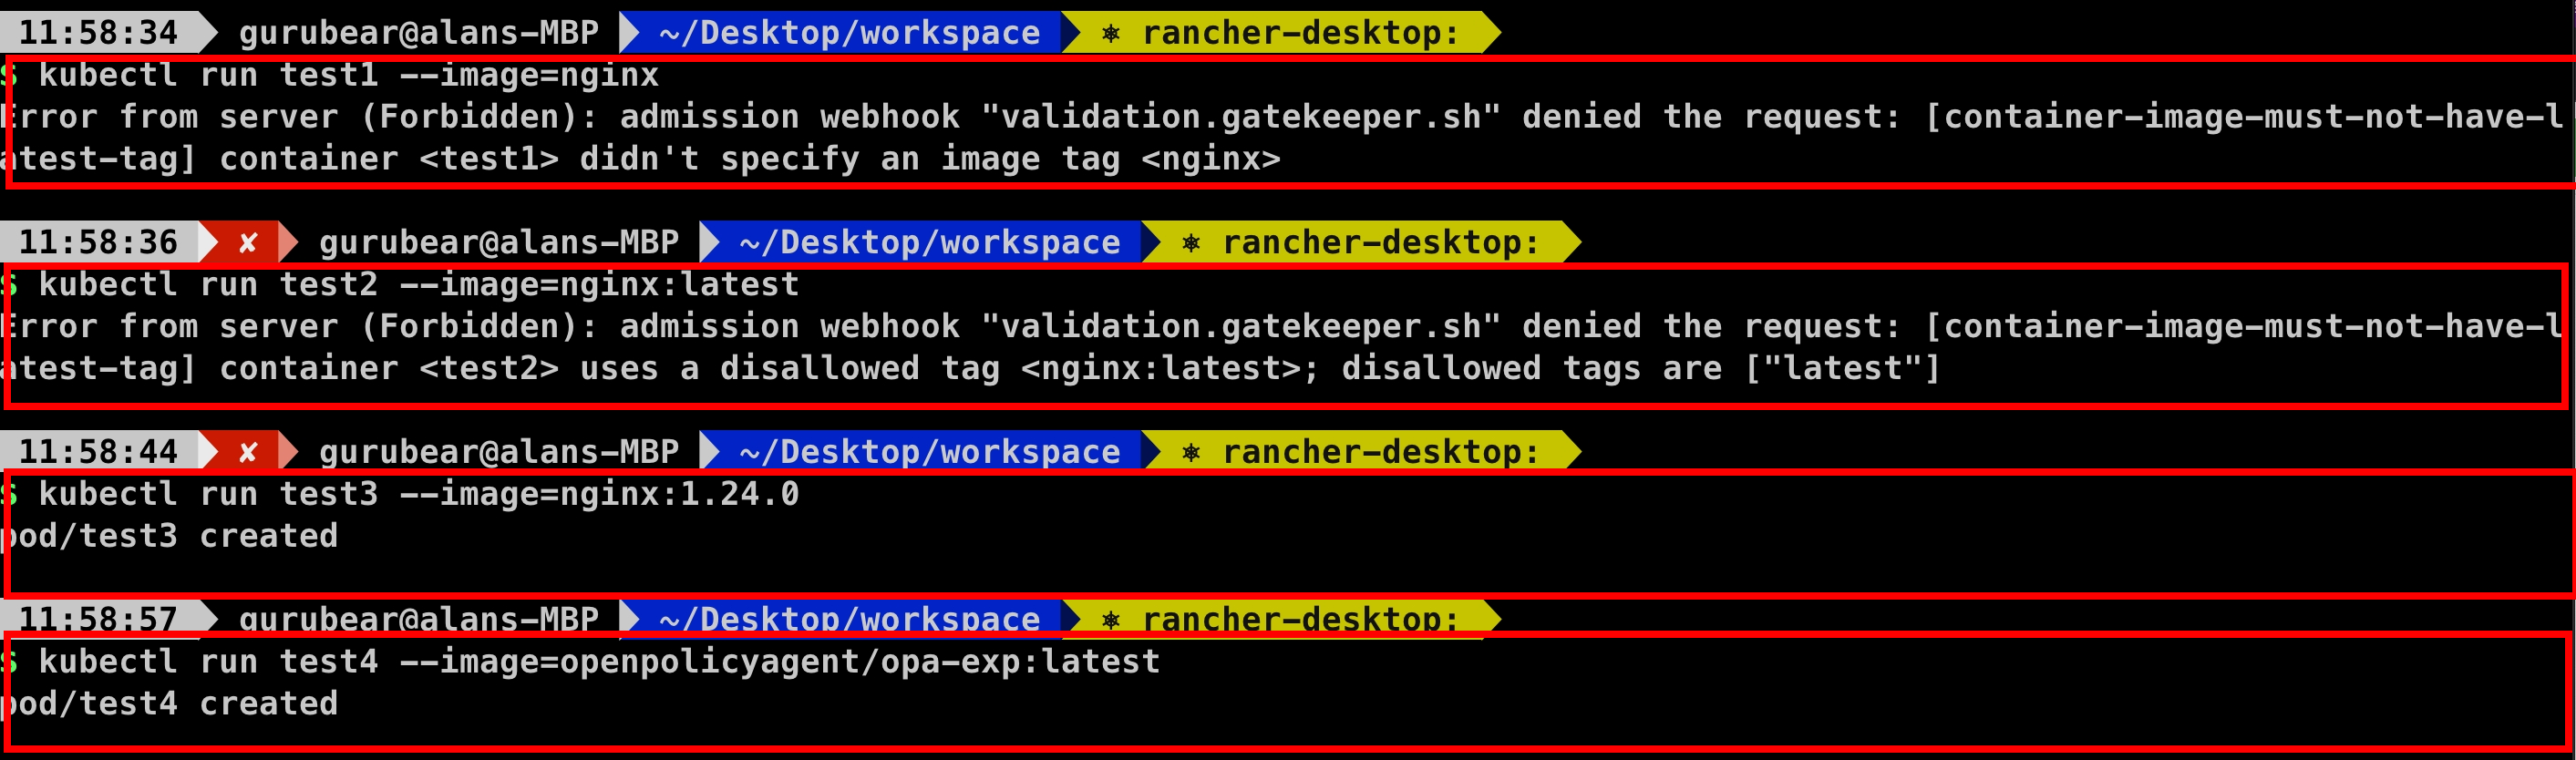 11:58:34 gurubear@alans-MBP ~/Desktop/workspace ⎈ rancher-desktop:
$ kubectl run test1 --image=nginx
Error from server (Forbidden): admission webhook "validation.gatekeeper.sh" denied the request: [container-image-must-not-have-l
atest-tag] container <test1> didn't specify an image tag <nginx>
11:58:36 ✘ gurubear@alans-MBP ~/Desktop/workspace ⎈ rancher-desktop:
$ kubectl run test2 --image=nginx:latest
Error from server (Forbidden): admission webhook "validation.gatekeeper.sh" denied the request: [container-image-must-not-have-l
atest-tag] container <test2> uses a disallowed tag <nginx:latest>; disallowed tags are ["latest"]
11:58:44 ✘ gurubear@alans-MBP ~/Desktop/workspace ⎈ rancher-desktop:
$ kubectl run test3 --image=nginx:1.24.0
pod/test3 created
11:58:57 gurubear@alans-MBP ~/Desktop/workspace ⎈ rancher-desktop:
$ kubectl run test4 --image=openpolicyagent/opa-exp:latest
pod/test4 created